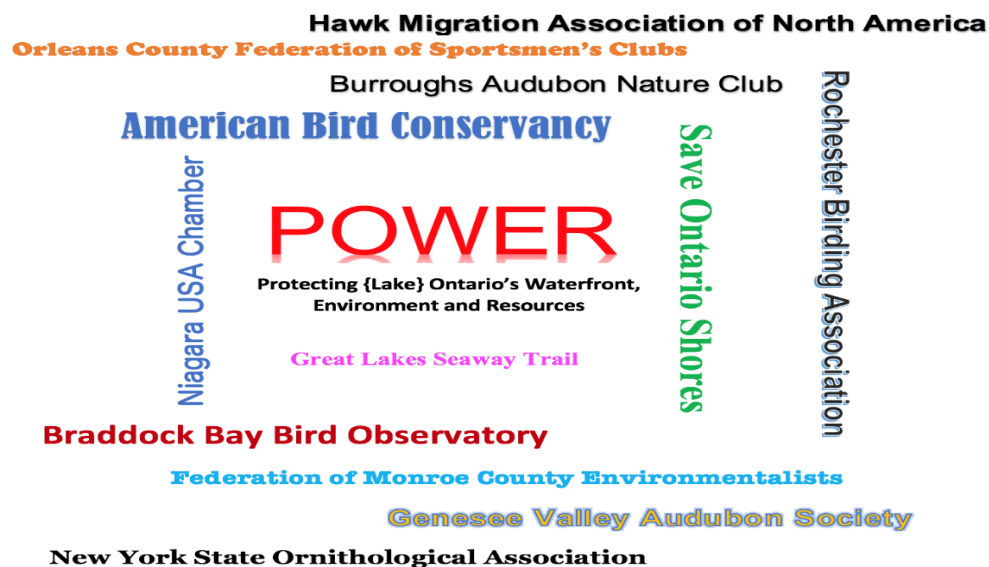 Hawk Migration Association of North America
Orleans County Federation of Sportsmen's Clubs
Burroughs Audubon Nature Club
American Bird Conservancy
Niagara USA Chamber
POWER
Protecting {Lake} Ontario's Waterfront,
Environment and Resources
Great Lakes Seaway Trail
Save Ontario Shores
Rochester Birding Association
Braddock Bay Bird Observatory
Federation of Monroe County Environmentalists
Genesee Valley Audubon Society
New York State Ornithological Association